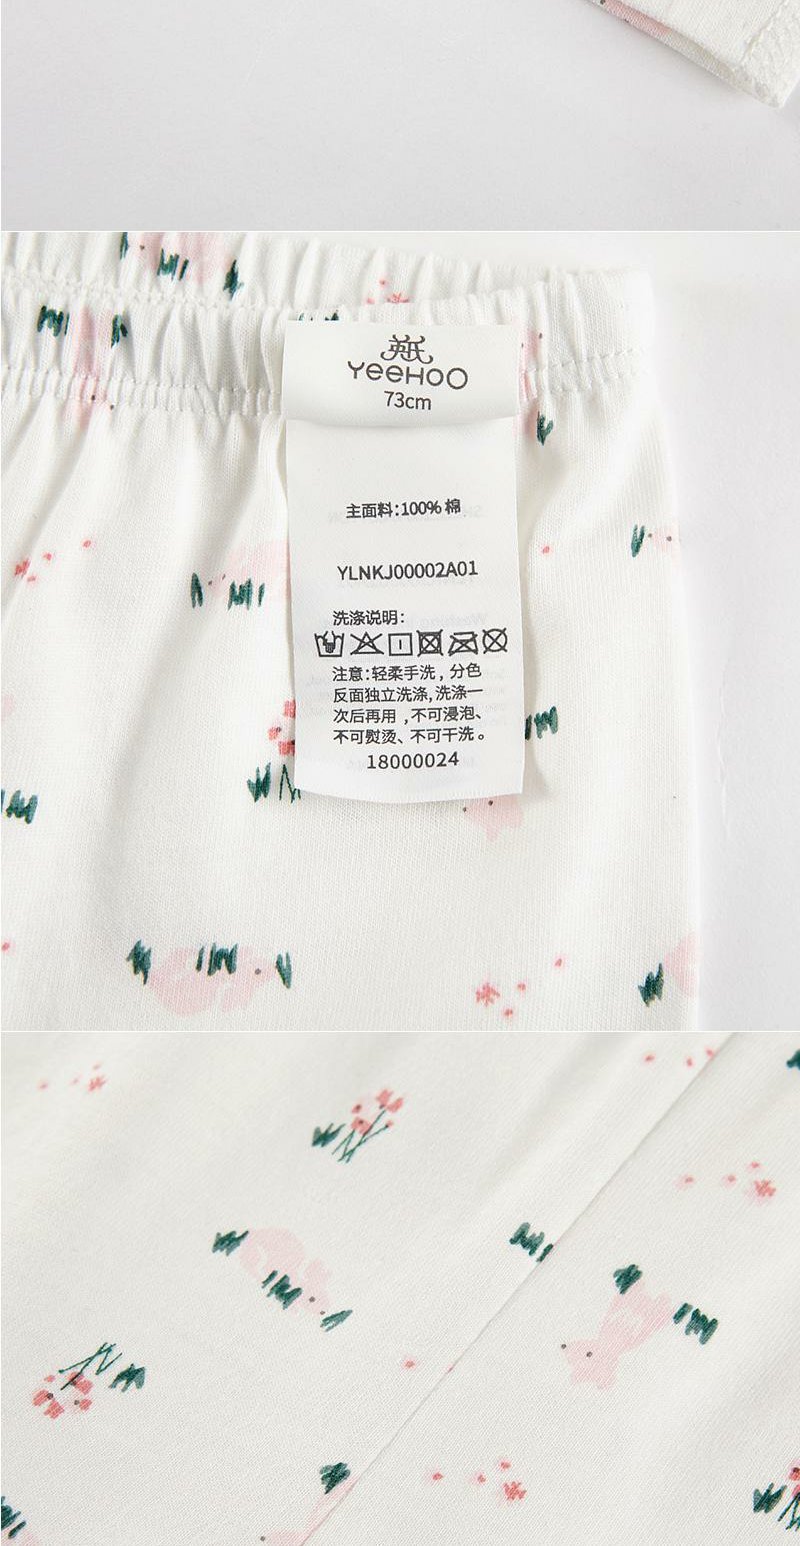 英氏
YeeHoO
73cm
主面料:100% 棉
YLNKJ00002A01
洗涤说明:
注意:轻柔手洗，分色
反面独立洗涤,洗涤一
次后再用，不可浸泡、
不可熨烫、不可干洗。
18000024